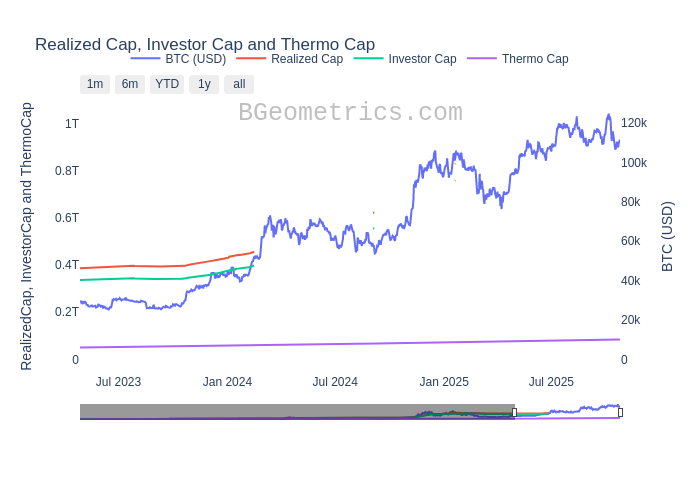 Realized Cap, Investor Cap and Thermo Cap
BTC (USD) Realized Cap Investor Cap Thermo Cap
1m 6m YTD 1y all
BGeometrics.com
RealizedCap, InvestorCap and ThermoCap
1T
0.8T
0.6T
0.4T
0.2T
0
120k
100k
80k
60k
40k
20k
0
BTC (USD)
Jul 2023 Jan 2024 Jul 2024 Jan 2025 Jul 2025